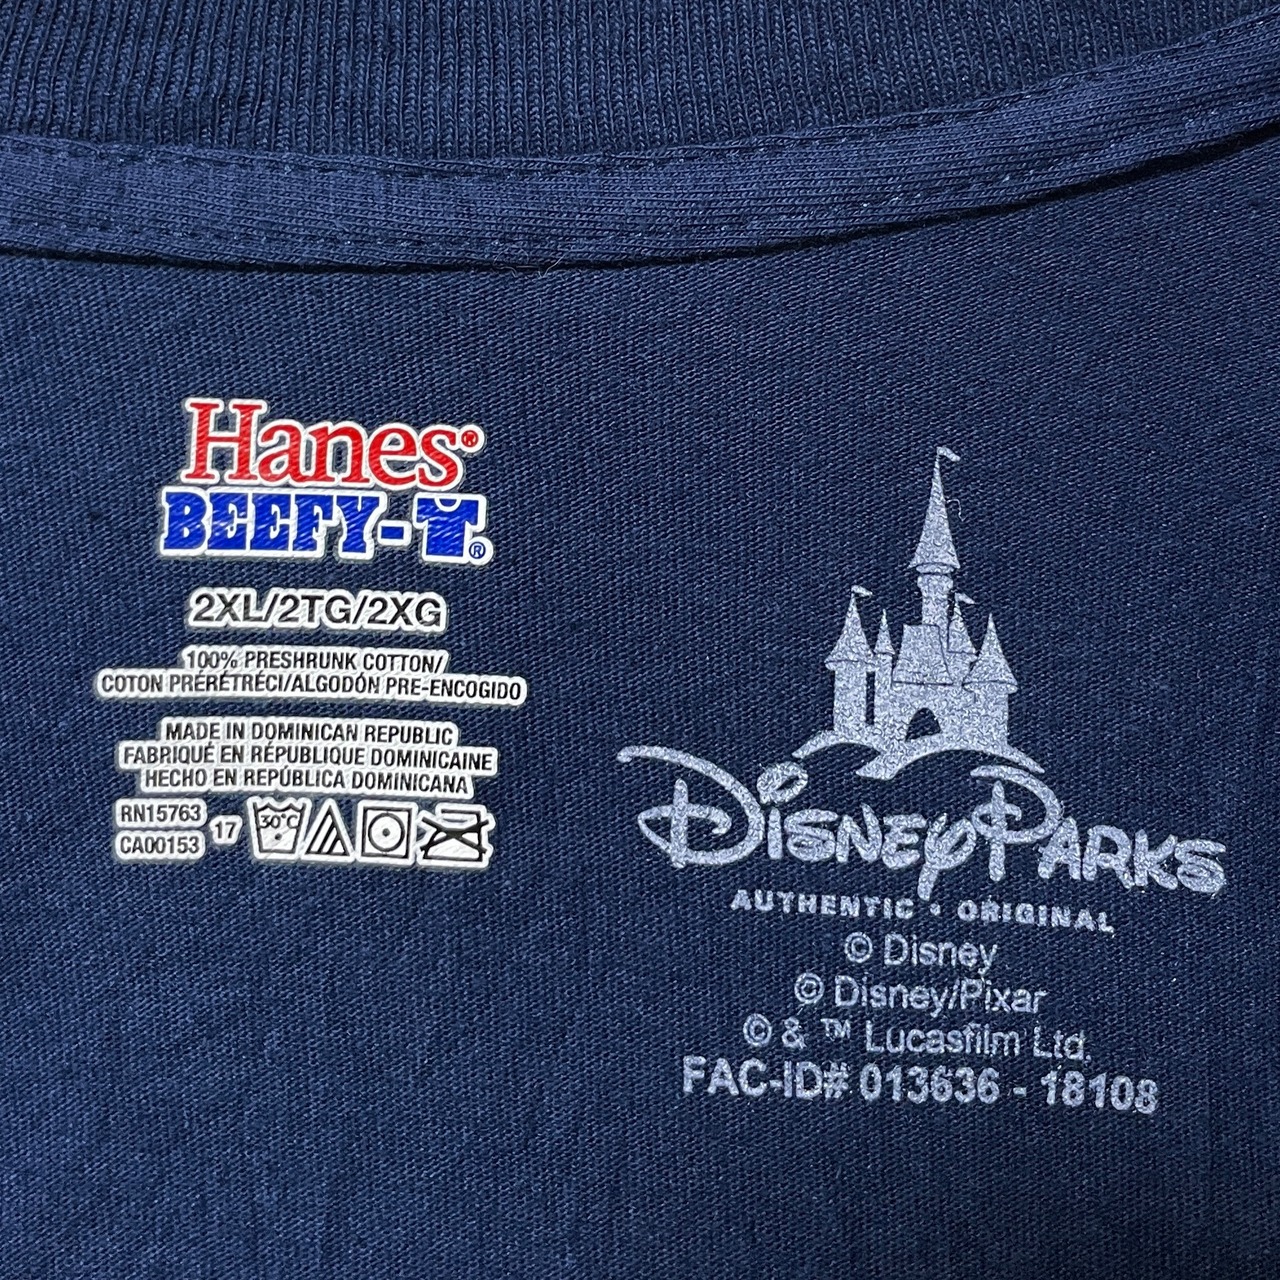 Hanes®
BEEFY-T®
2XL/2TG/2XG
100% PRESHRUNK COTTON/
COTON PRÉRÉTRÉCI/ALGODÓN PRE-ENCOGIDO
MADE IN DOMINICAN REPUBLIC
FABRIQUÉ EN RÉPUBLIQUE DOMINICAINE
HECHO EN REPÚBLICA DOMINICANA
RN15763
CA00153
17
30°C
Disney Parks
AUTHENTIC • ORIGINAL
© Disney
© Disney/Pixar
© & ™ Lucasfilm Ltd.
FAC-ID# 013636 - 18108